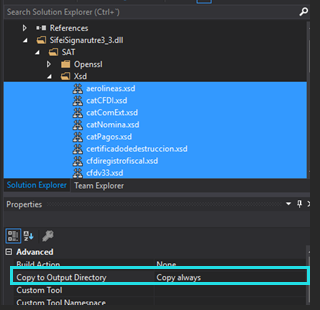 Search Solution Explorer (Ctrl+;)
References
SifeiSignarutre3_3.dll
SAT
Openssl
Xsd
aerolineas.xsd
catCFDI.xsd
catComExt.xsd
catNomina.xsd
catPagos.xsd
certificadodedestruccion.xsd
cfdiregistrofiscal.xsd
cfdv33.xsd
Solution Explorer Team Explorer
Properties
Advanced
Build Action None
Copy to Output Directory Copy always
Custom Tool
Custom Tool Namespace